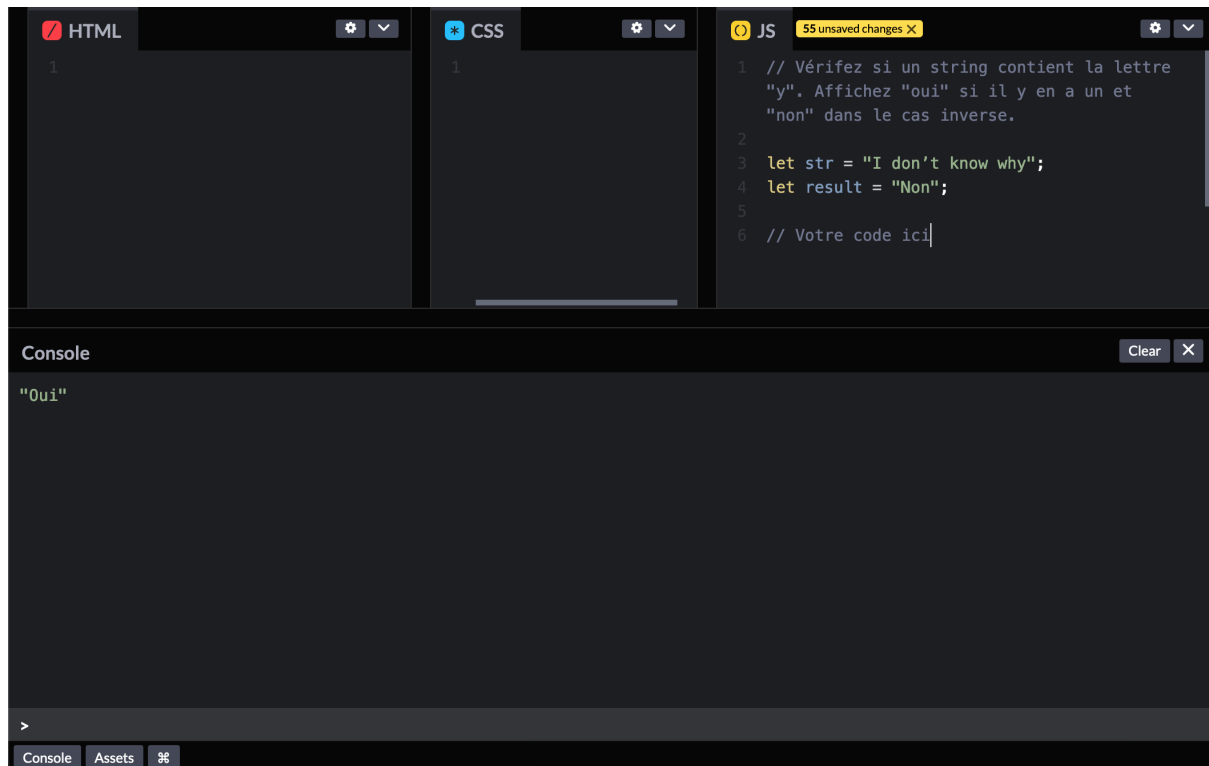 HTML
CSS
JS
55 unsaved changes X
1
1
1 // Vérifez si un string contient la lettre
"y". Affichez "oui" si il y en a un et
"non" dans le cas inverse.
2
3 let str = "I don’t know why";
4 let result = "Non";
5
6 // Votre code ici
Console
Clear X
"Oui"
>
Console Assets ⌘